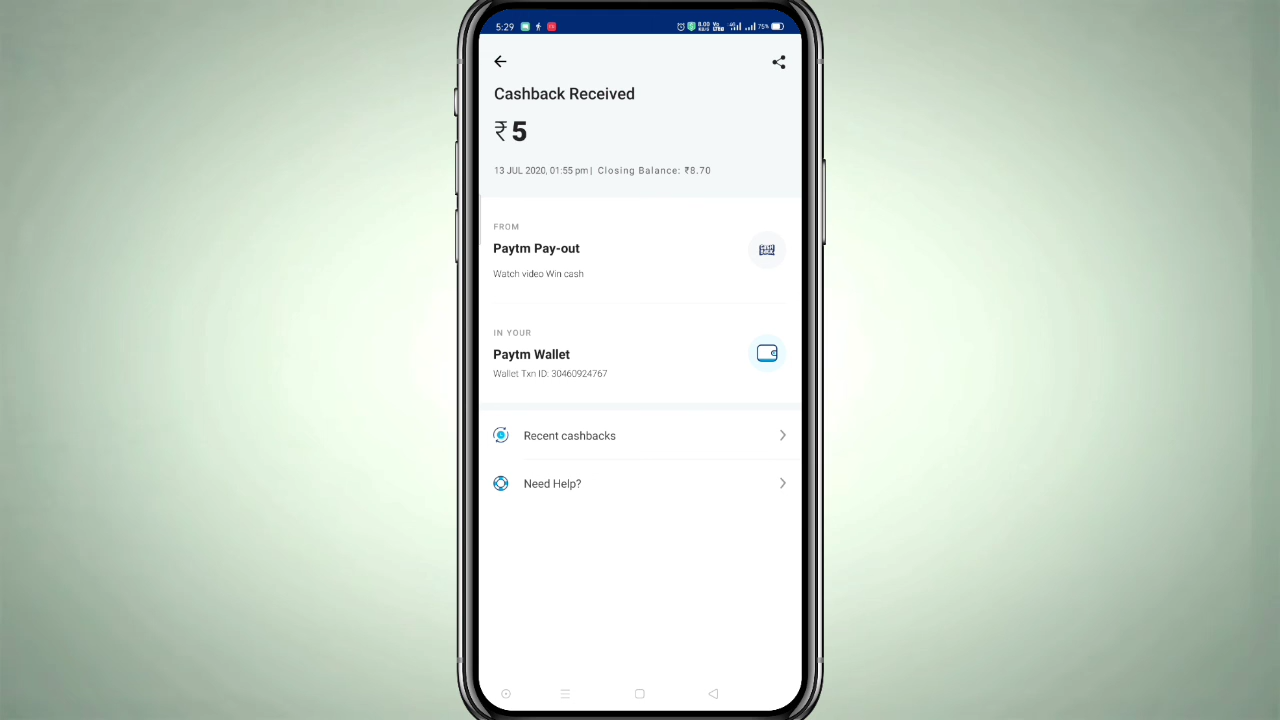 5:29
75%
Cashback Received
₹5
13 JUL 2020, 01:55 pm | Closing Balance: ₹8.70
FROM
Paytm Pay-out
Watch video Win cash
IN YOUR
Paytm Wallet
Wallet Txn ID: 30460924767
Recent cashbacks
Need Help?